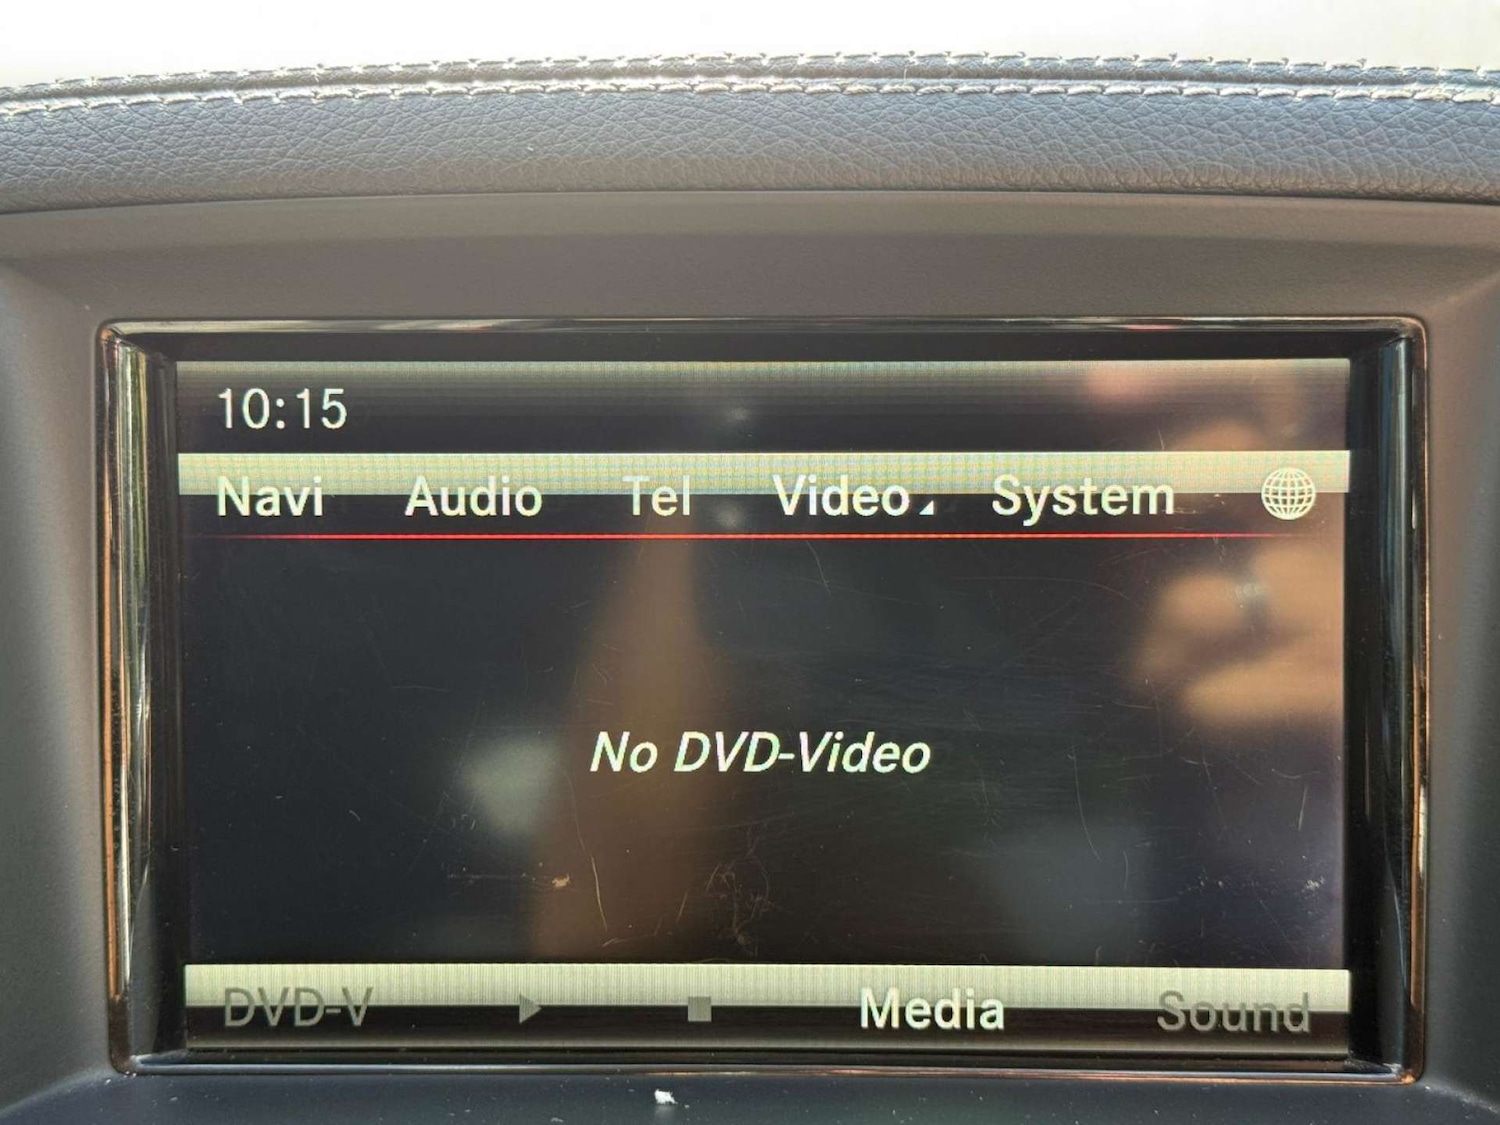 10:15
Navi Audio Tel Video System
No DVD-Video
DVD-V Media Sound